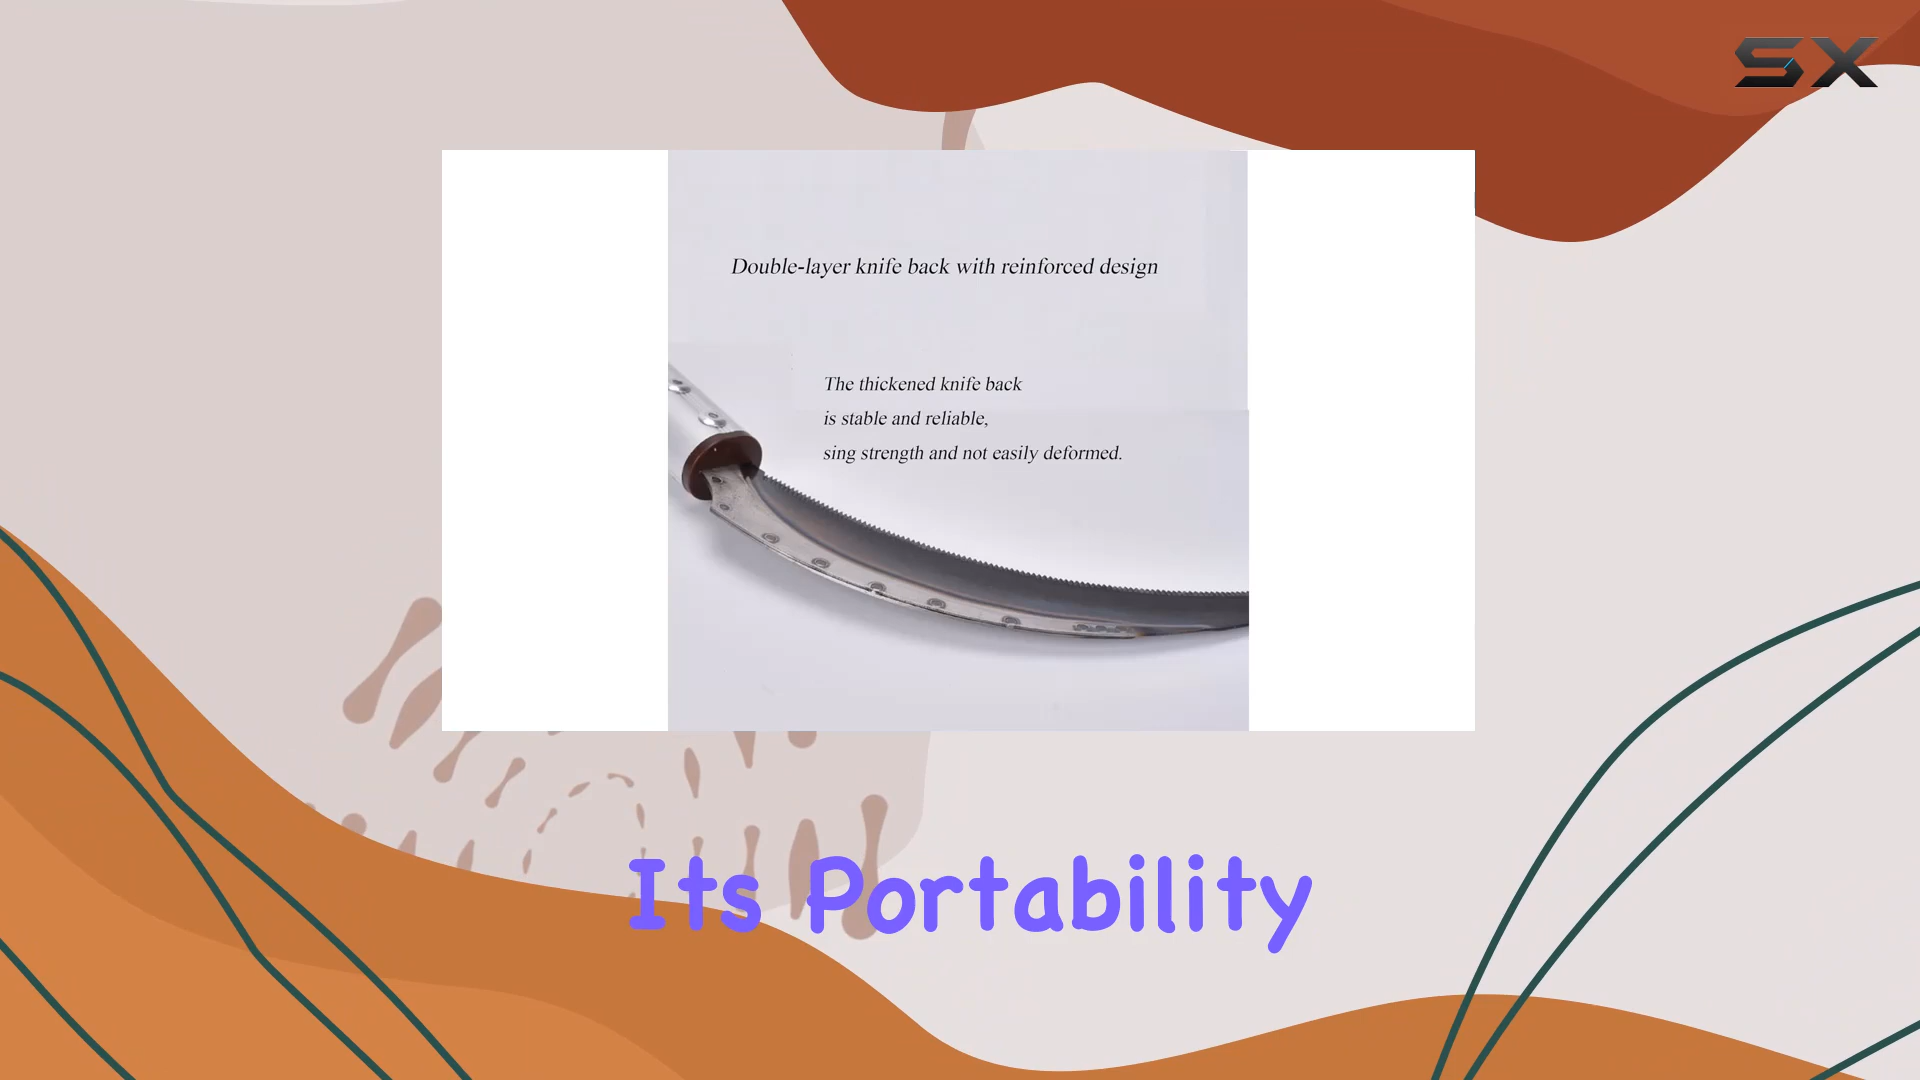 SX
Double-layer knife back with reinforced design
The thickened knife back
is stable and reliable,
sing strength and not easily deformed.
Its Portability